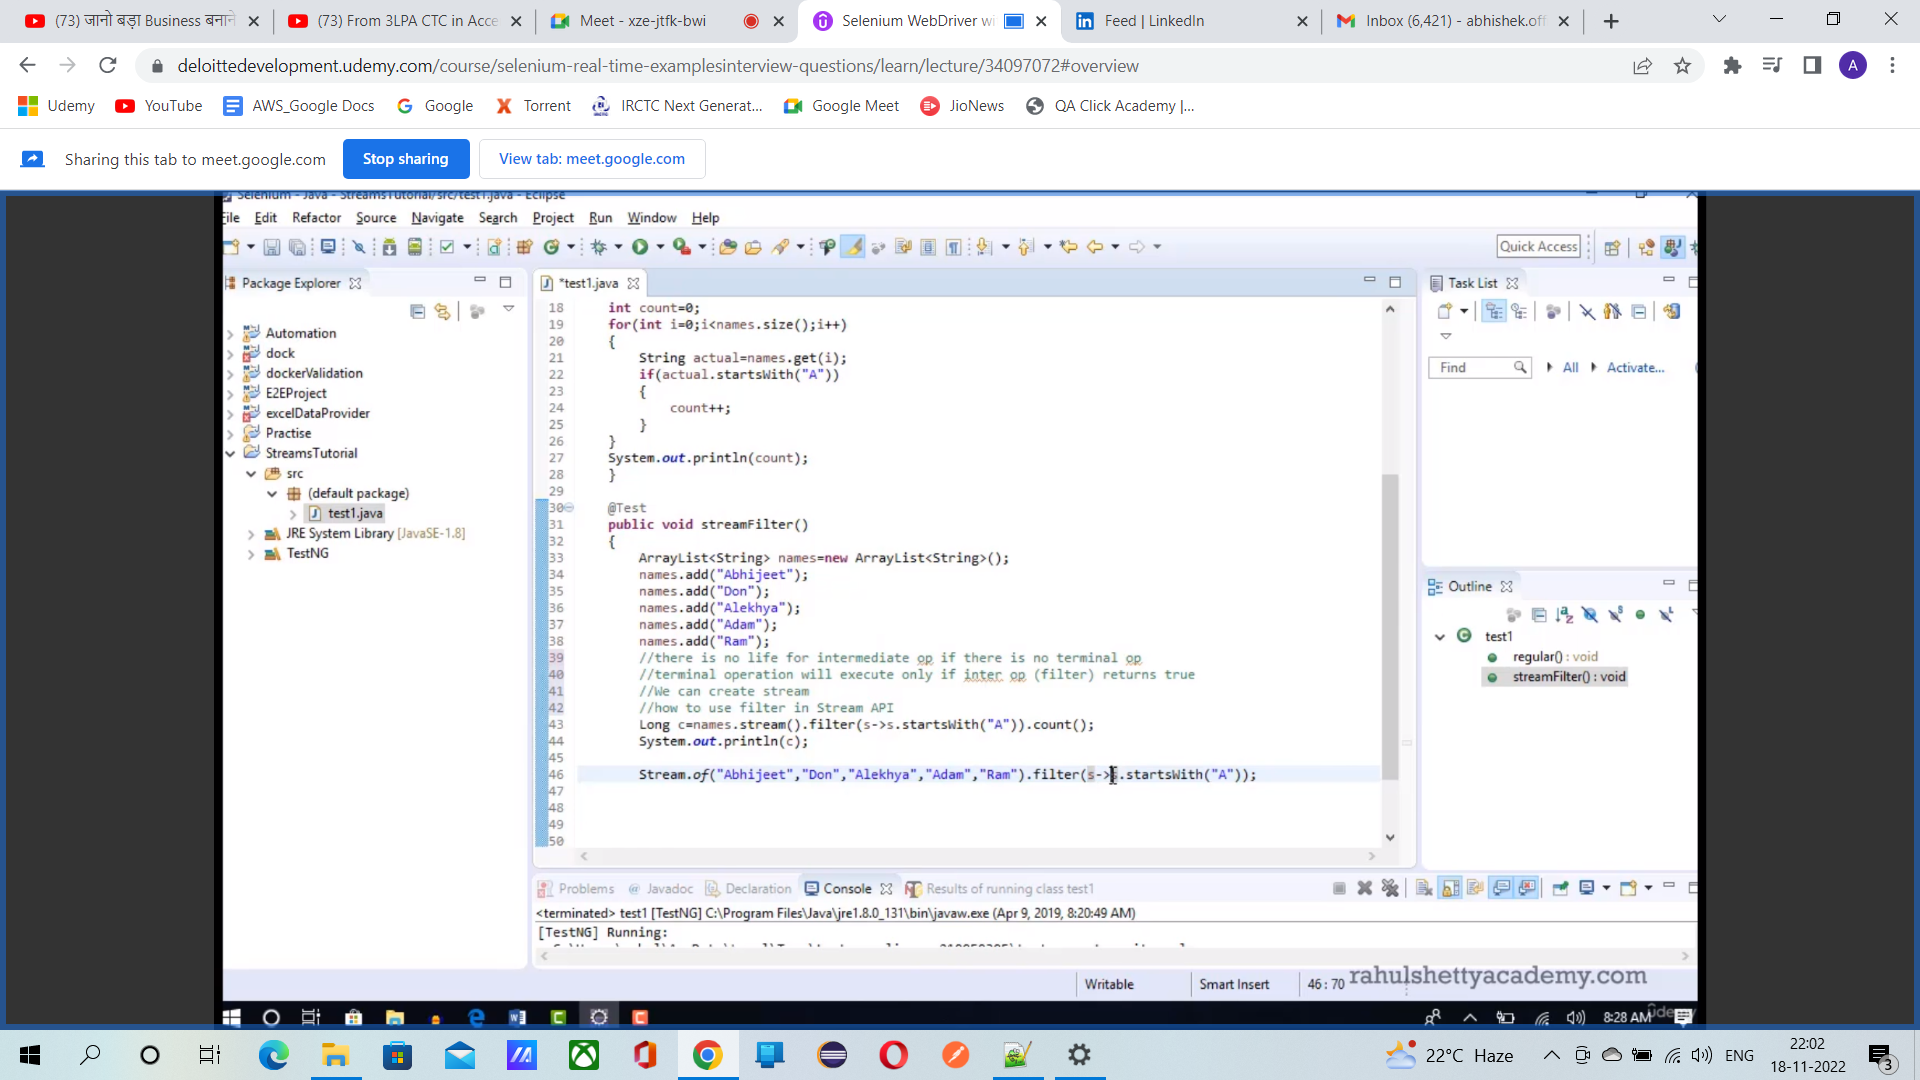 (73) जानो बड़ा Business बनाने
(73) From 3LPA CTC in Acce
Meet - xze-jtfk-bwi
Selenium WebDriver wi
Feed | LinkedIn
Inbox (6,421) - abhishek.off
deloittedevelopment.udemy.com/course/selenium-real-time-examplesinterview-questions/learn/lecture/34097072#overview
A
Udemy YouTube AWS_Google Docs Google Torrent IRCTC Next Generat... Google Meet JioNews QA Click Academy |...
Sharing this tab to meet.google.com Stop sharing View tab: meet.google.com
Selenium - Java - StreamsTutorial/src/test1.java - Eclipse
File Edit Refactor Source Navigate Search Project Run Window Help
Quick Access
Package Explorer
Automation
dock
dockerValidation
E2EProject
excelDataProvider
Practise
StreamsTutorial
src
(default package)
test1.java
JRE System Library [JavaSE-1.8]
TestNG
*test1.java
18 int count=0;
19 for(int i=0;i<names.size();i++)
20 {
21 String actual=names.get(i);
22 if(actual.startsWith("A"))
23 {
24 count++;
25 }
26 }
27 System.out.println(count);
28 }
29
30 @Test
31 public void streamFilter()
32 {
33 ArrayList<String> names=new ArrayList<String>();
34 names.add("Abhijeet");
35 names.add("Don");
36 names.add("Alekhya");
37 names.add("Adam");
38 names.add("Ram");
39 //there is no life for intermediate op if there is no terminal op
40 //terminal operation will execute only if inter op (filter) returns true
41 //We can create stream
42 //how to use filter in Stream API
43 Long c=names.stream().filter(s->s.startsWith("A")).count();
44 System.out.println(c);
45
46 Stream.of("Abhijeet","Don","Alekhya","Adam","Ram").filter(s->s.startsWith("A"));
47
48
49
50
Task List
Find All Activate...
Outline
test1
regular() : void
streamFilter() : void
Problems @ Javadoc Declaration Console Results of running class test1
<terminated> test1 [TestNG] C:\Program Files\Java\jre1.8.0_131\bin\javaw.exe (Apr 9, 2019, 8:20:49 AM)
[TestNG] Running:
Writable Smart Insert 46 : 70
rahulshettyacademy.com
8:28 AM
22°C Haze
ENG
22:02
18-11-2022
3